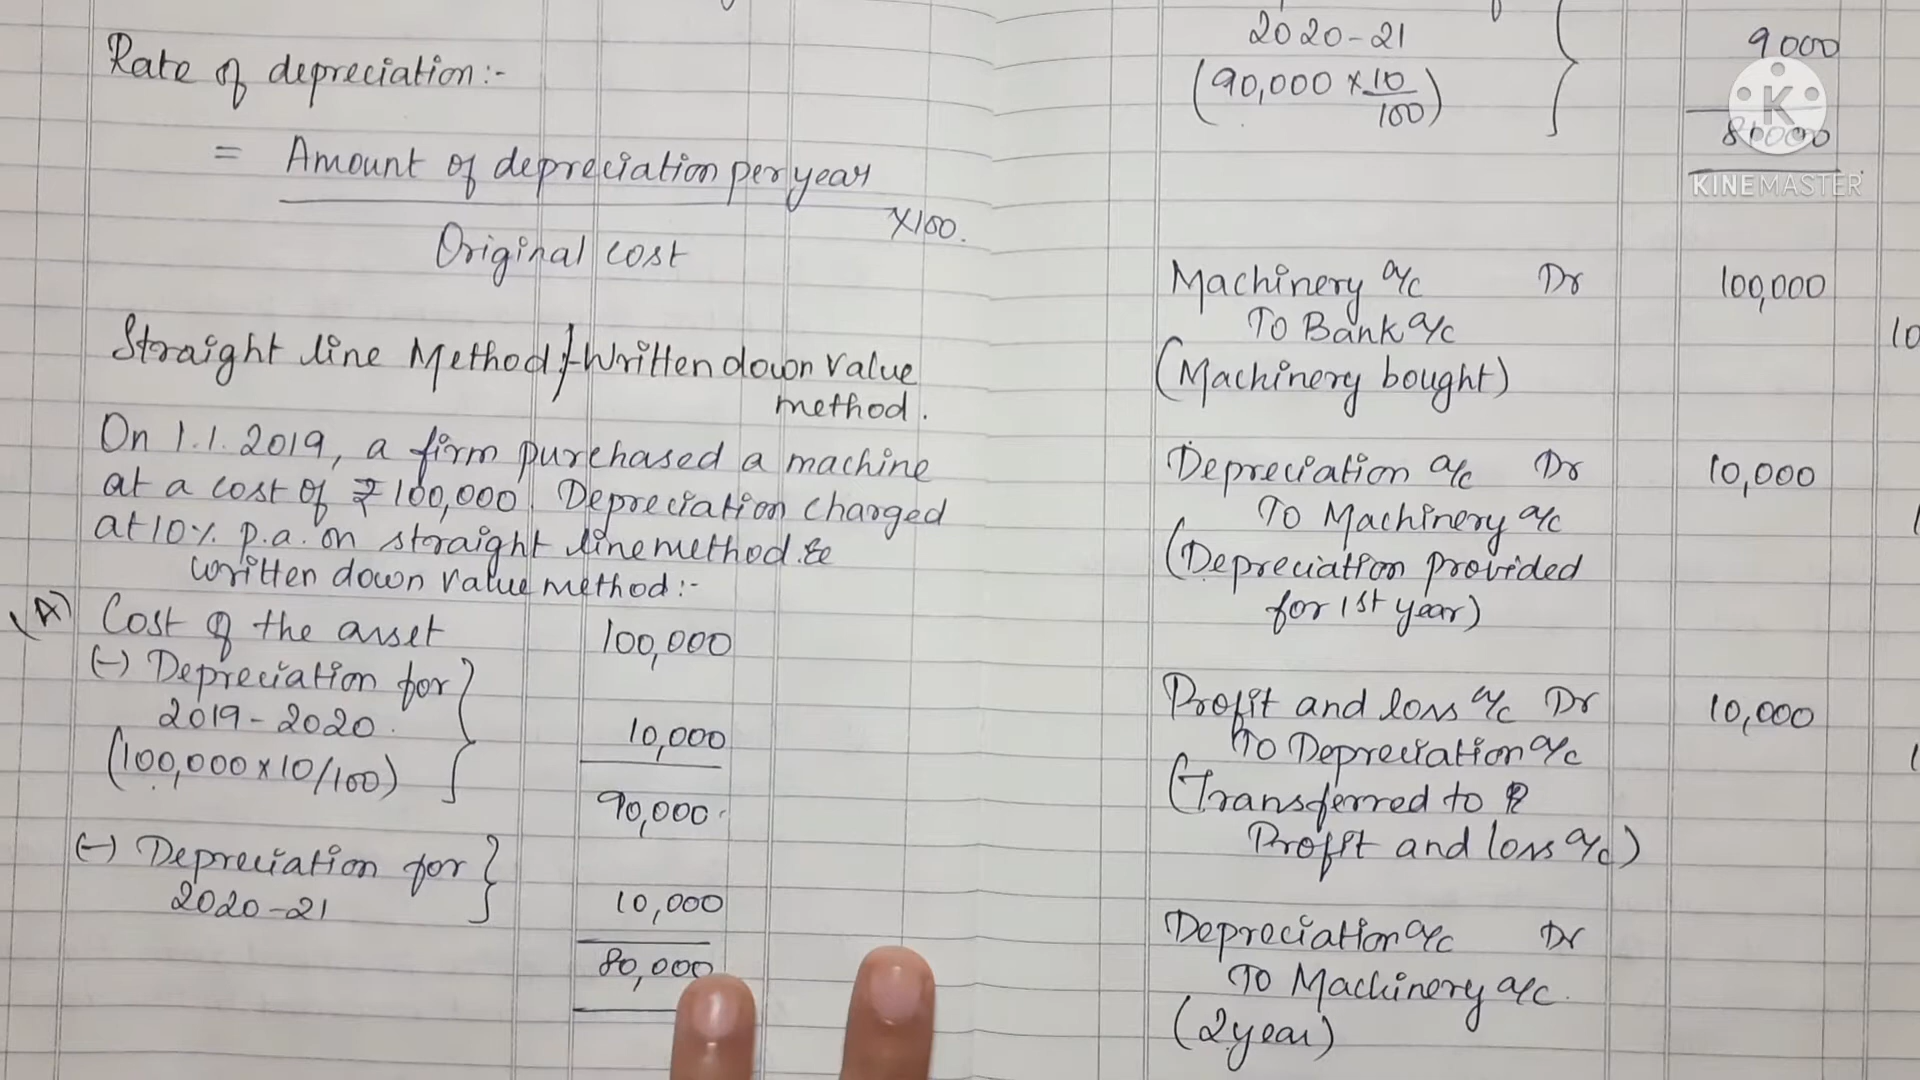 Rate of depreciation:-
= Amount of depreciation per year
×100.
Original cost
Straight line Method / Written down value
method.
On 1.1.2019, a firm purchased a machine
at a cost of ₹100,000. Depreciation charged
at 10% p.a. on straight line method &
written down value method:-
(A) Cost of the asset 100,000
(-) Depreciation for
2019-2020. 10,000
(100,000×10/100)
90,000
(-) Depreciation for
2020-21 10,000
80,000
2020-21 9000
(90,000 × 10/100)
KINEMASTER
Machinery a/c Dr 100,000
To Bank a/c
(Machinery bought)
Depreciation a/c Dr 10,000
To Machinery a/c
(Depreciation provided
for 1st year)
Profit and loss a/c Dr 10,000
To Depreciation a/c
(Transferred to
Profit and loss a/c)
Depreciation a/c Dr
To Machinery a/c.
(2 year)